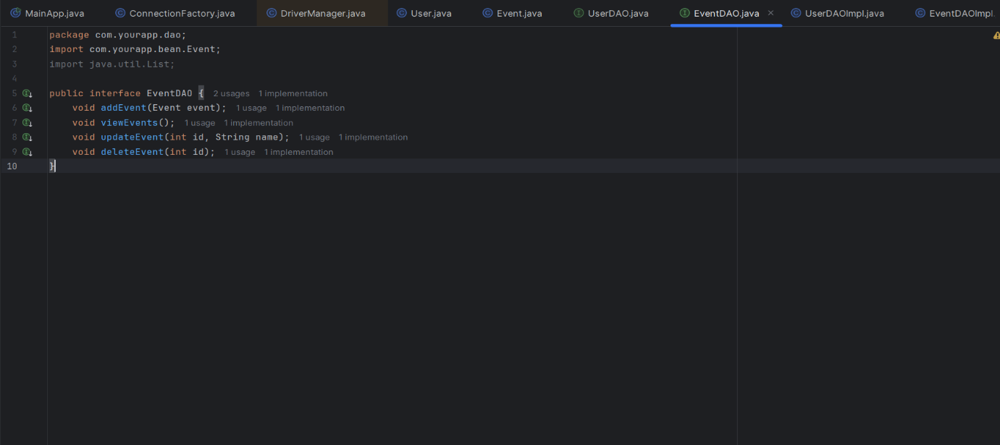 MainApp.java ConnectionFactory.java DriverManager.java User.java Event.java UserDAO.java EventDAO.java × UserDAOImpl.java EventDAOImpl.
1 package com.yourapp.dao;
2 import com.yourapp.bean.Event;
3 import java.util.List;
4
5 public interface EventDAO { 2 usages 1 implementation
6 void addEvent(Event event); 1 usage 1 implementation
7 void viewEvents(); 1 usage 1 implementation
8 void updateEvent(int id, String name); 1 usage 1 implementation
9 void deleteEvent(int id); 1 usage 1 implementation
10 }